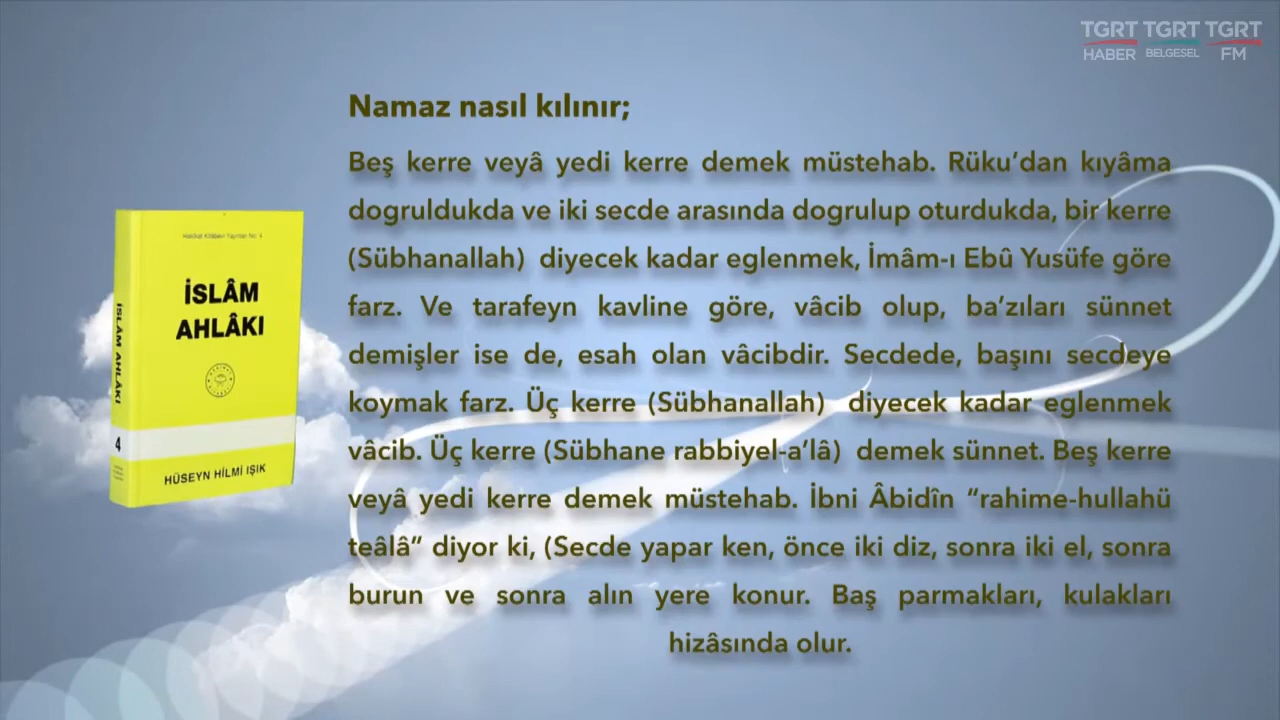 TGRT TGRT TGRT
HABER BELGESEL FM
Namaz nasıl kılınır;
Beş kerre veyâ yedi kerre demek müstehab. Rüku’dan kıyâma
dogruldukda ve iki secde arasında dogrulup oturdukda, bir kerre
(Sübhanallah) diyecek kadar eglenmek, İmâm-ı Ebû Yusüfe göre
farz. Ve tarafeyn kavline göre, vâcib olup, ba’zıları sünnet
demişler ise de, esah olan vâcibdir. Secdede, başını secdeye
koymak farz. Üç kerre (Sübhanallah) diyecek kadar eglenmek
vâcib. Üç kerre (Sübhane rabbiyel-a’lâ) demek sünnet. Beş kerre
veyâ yedi kerre demek müstehab. İbni Âbidîn “rahime-hullahü
teâlâ” diyor ki, (Secde yapar ken, önce iki diz, sonra iki el, sonra
burun ve sonra alın yere konur. Baş parmakları, kulakları
hizâsında olur.
Hakîkat Kitâbevi Yayınları No: 4
İSLÂM
AHLÂKI
HÜSEYN HİLMİ IŞIK
İSLÂM AHLÂKI
4